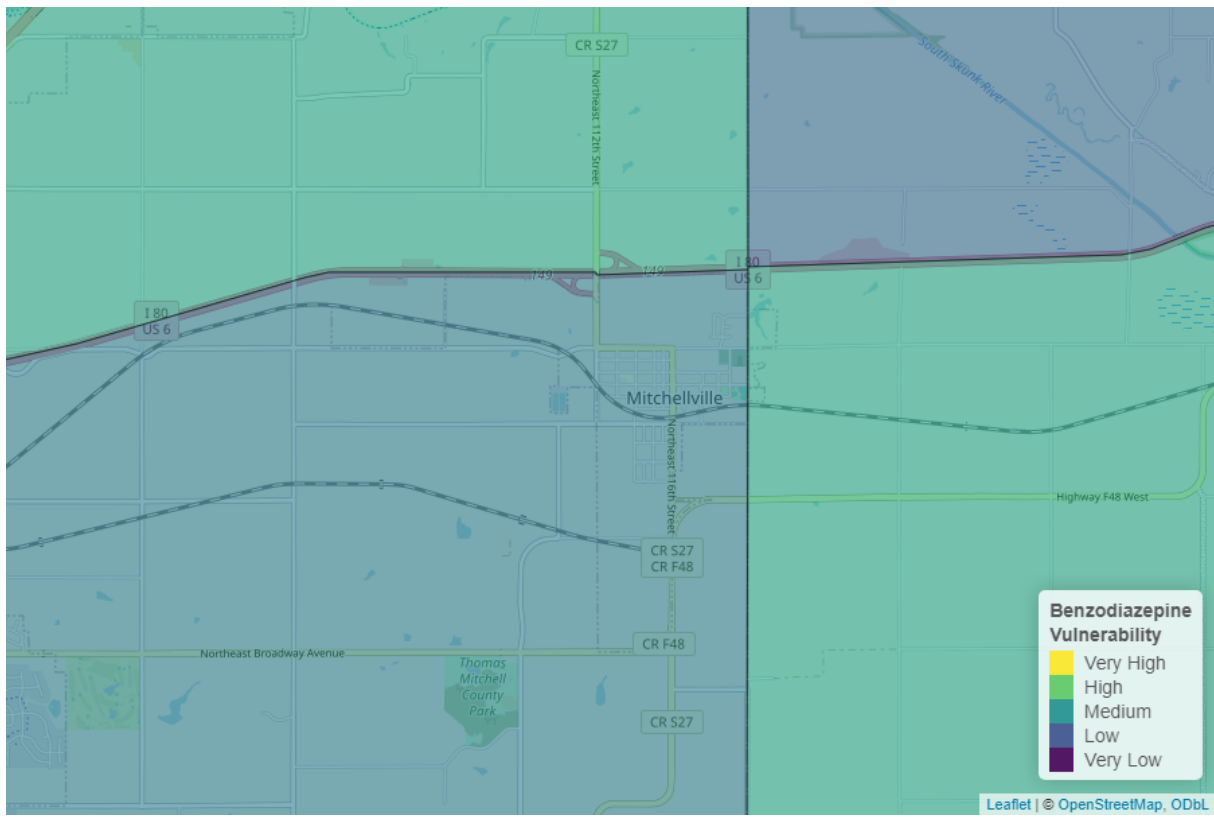 CR S27
Northeast 112th Street
South Skunk River
149
149
I 80
US 6
I 80
US 6
Mitchellville
Northeast 116th Street
Highway F48 West
CR S27
CR F48
CR F48
Northeast Broadway Avenue
Thomas
Mitchell
County
Park
CR S27
Benzodiazepine
Vulnerability
Very High
High
Medium
Low
Very Low
Leaflet | © OpenStreetMap, ODbL